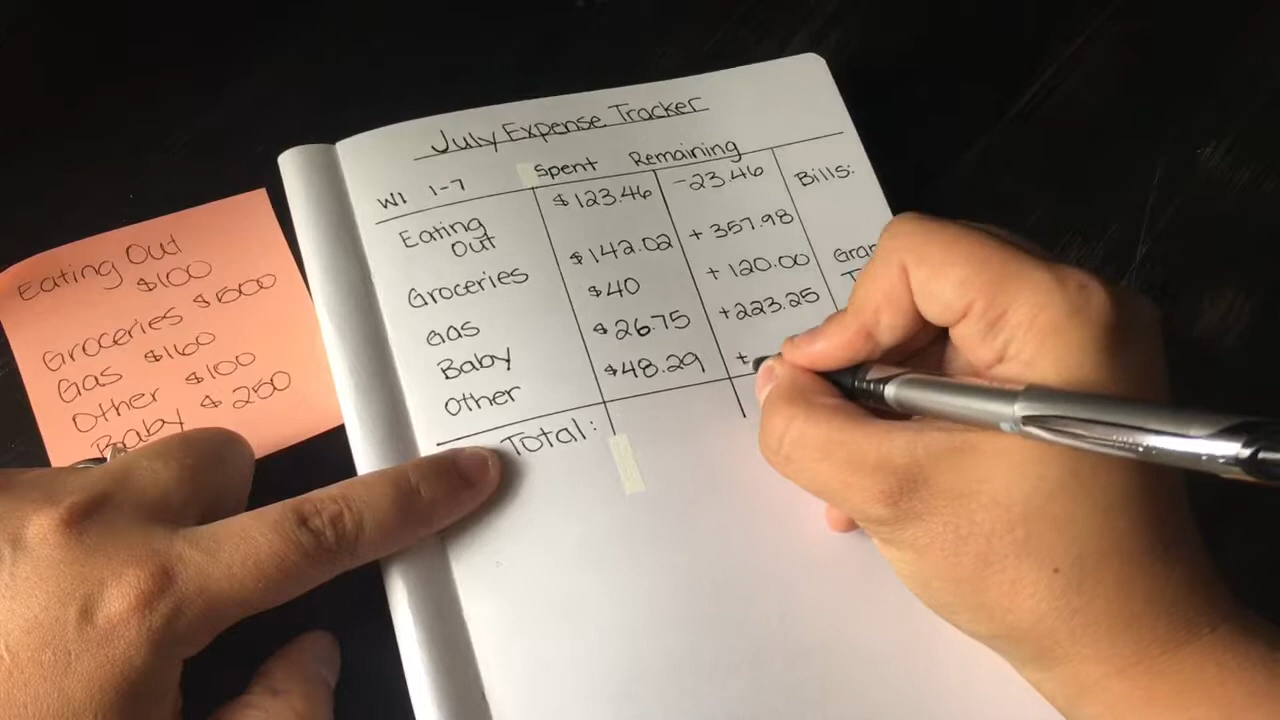 July Expense Tracker
W1 1-7 Spent Remaining
Eating Out $123.46 -23.46 Bills:
Groceries $142.02 +357.98
Gas $40 +120.00
Baby $26.75 +223.25
Other $48.29 +
Total:
Eating Out
$100
Groceries $500
Gas $160
Other $100
Baby $250